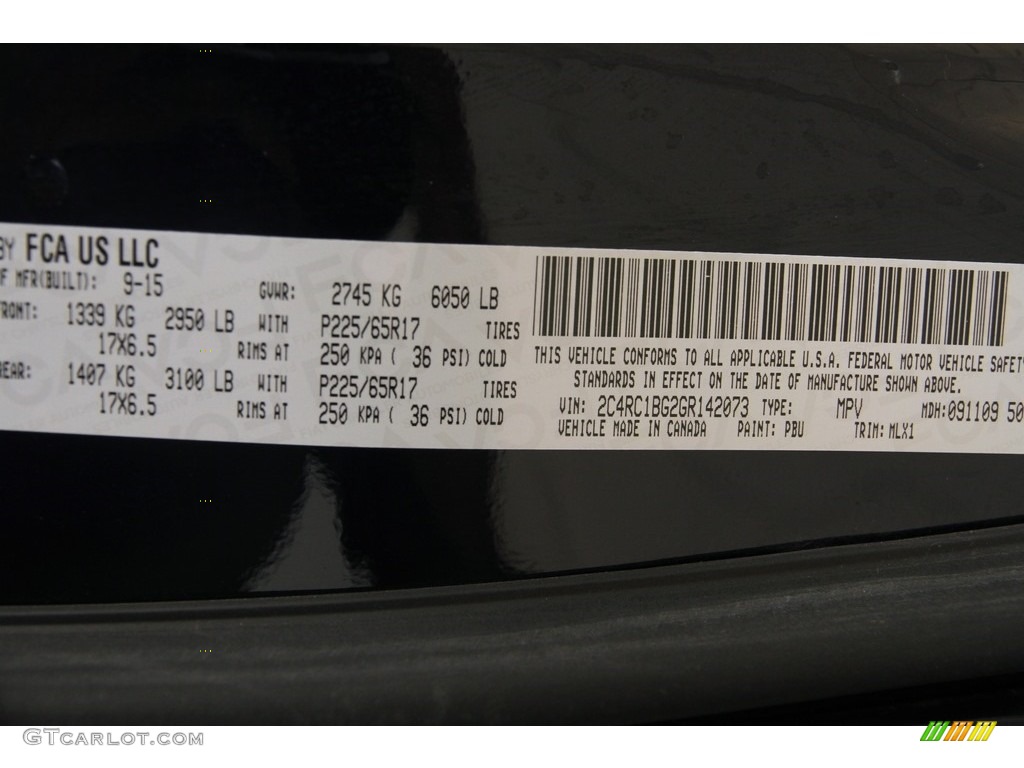 BY FCA US LLC
OF MFR(BUILT): 9-15 GVWR: 2745 KG 6050 LB
FRONT: 1339 KG 2950 LB WITH P225/65R17 TIRES
17X6.5 RIMS AT 250 KPA ( 36 PSI) COLD
REAR: 1407 KG 3100 LB WITH P225/65R17 TIRES
17X6.5 RIMS AT 250 KPA ( 36 PSI) COLD
THIS VEHICLE CONFORMS TO ALL APPLICABLE U.S.A. FEDERAL MOTOR VEHICLE SAFETY
STANDARDS IN EFFECT ON THE DATE OF MANUFACTURE SHOWN ABOVE.
VIN: 2C4RC1BG2GR142073 TYPE: MPV MDH:091109 50
VEHICLE MADE IN CANADA PAINT: PBU TRIM: MLX1
GTCarlot.com